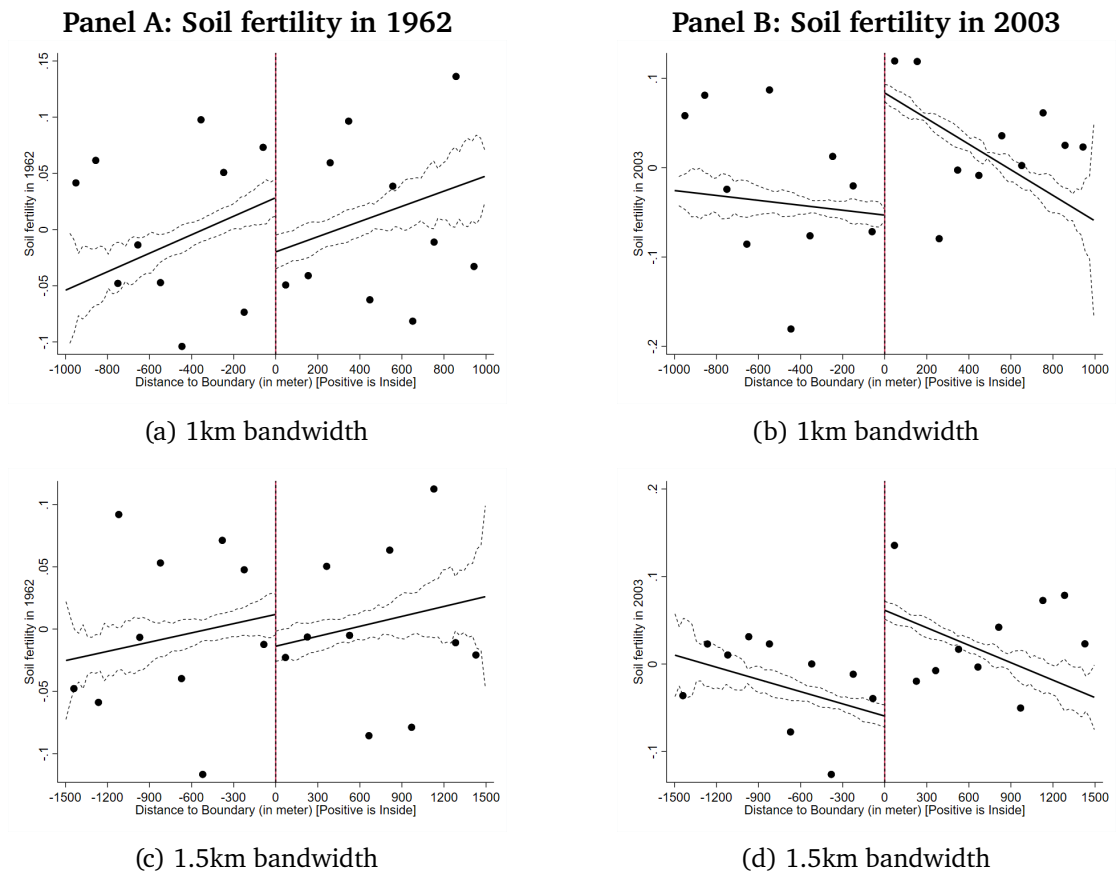 Panel A: Soil fertility in 1962
Panel B: Soil fertility in 2003
Soil fertility in 1962
.15
.1
.05
0
-.05
-.1
-1000 -800 -600 -400 -200 0 200 400 600 800 1000
Distance to Boundary (in meter) [Positive is Inside]
(a) 1km bandwidth
Soil fertility in 2003
.1
0
-.1
-.2
-1000 -800 -600 -400 -200 0 200 400 600 800 1000
Distance to Boundary (in meter) [Positive is Inside]
(b) 1km bandwidth
Soil fertility in 1962
.1
.05
0
-.05
-.1
-1500 -1200 -900 -600 -300 0 300 600 900 1200 1500
Distance to Boundary (in meter) [Positive is Inside]
(c) 1.5km bandwidth
Soil fertility in 2003
.2
.1
0
-.1
-1500 -1200 -900 -600 -300 0 300 600 900 1200 1500
Distance to Boundary (in meter) [Positive is Inside]
(d) 1.5km bandwidth